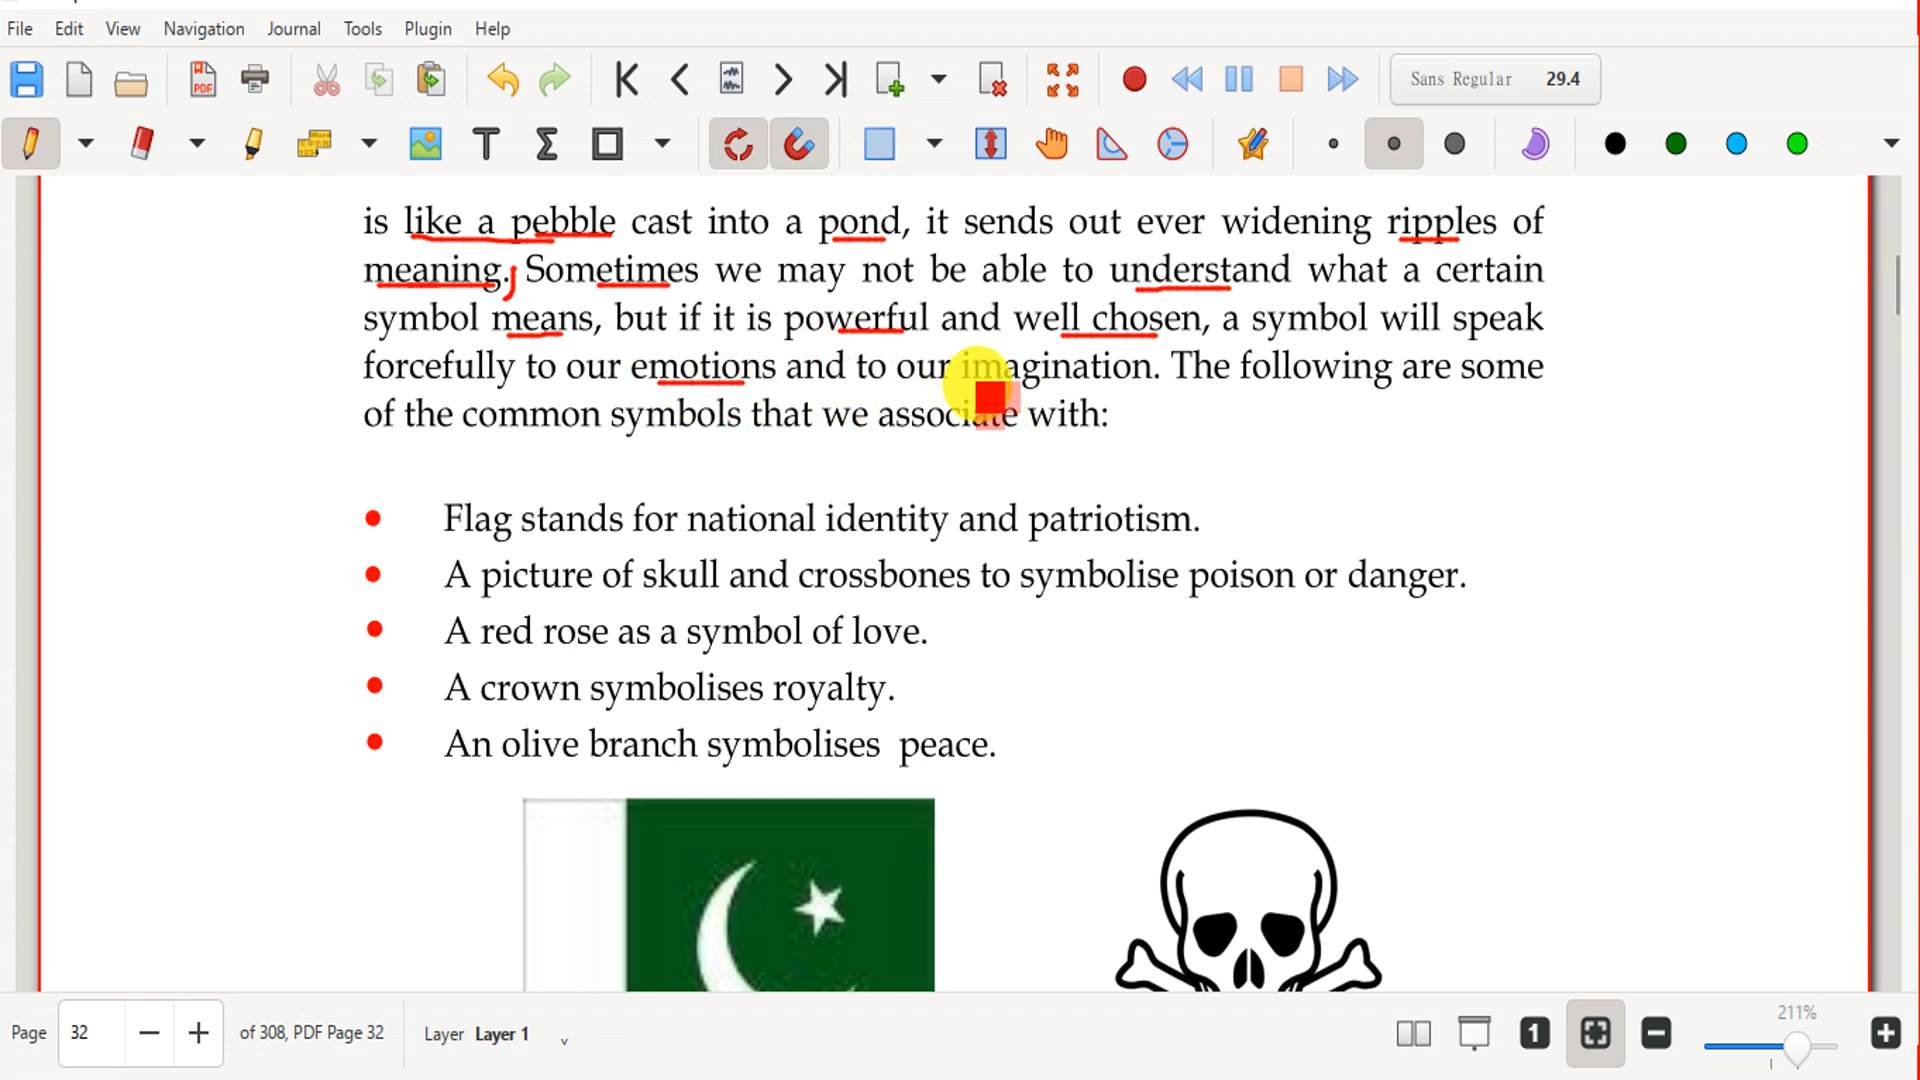 File Edit View Navigation Journal Tools Plugin Help
PDF
Sans Regular 29.4
T Σ
is like a pebble cast into a pond, it sends out ever widening ripples of
meaning. Sometimes we may not be able to understand what a certain
symbol means, but if it is powerful and well chosen, a symbol will speak
forcefully to our emotions and to our imagination. The following are some
of the common symbols that we associate with:
• Flag stands for national identity and patriotism.
• A picture of skull and crossbones to symbolise poison or danger.
• A red rose as a symbol of love.
• A crown symbolises royalty.
• An olive branch symbolises peace.
Page 32 of 308, PDF Page 32 Layer Layer 1 1 211%